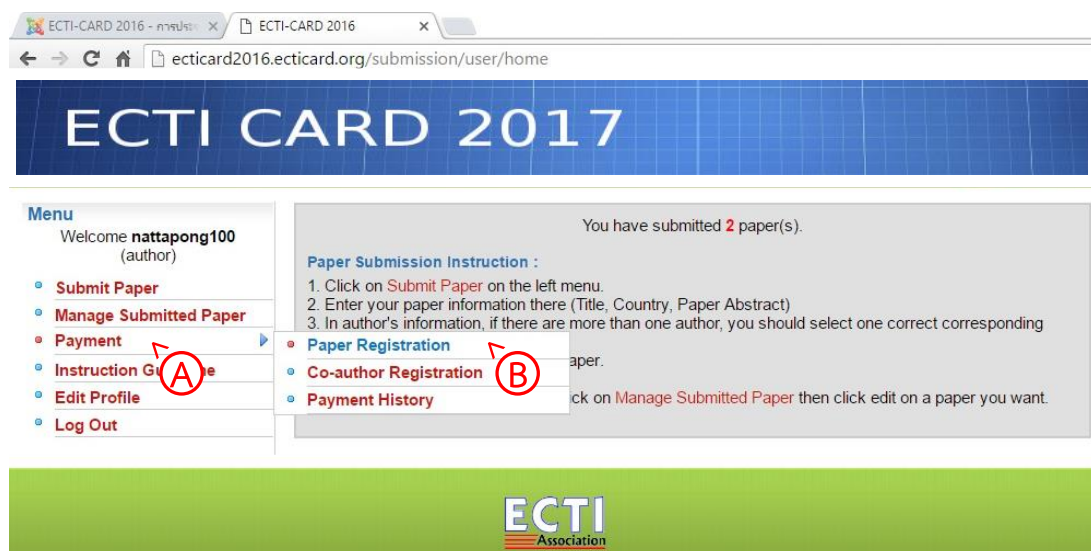 ECTI-CARD 2016 - การประ
ECTI-CARD 2016
ecticard2016.ecticard.org/submission/user/home
ECTI CARD 2017
Menu
Welcome nattapong100
(author)
Submit Paper
Manage Submitted Paper
Payment
Instruction Gu ne
Edit Profile
Log Out
A
Paper Registration
Co-author Registration
Payment History
B
You have submitted 2 paper(s).
Paper Submission Instruction :
1. Click on Submit Paper on the left menu.
2. Enter your paper information there (Title, Country, Paper Abstract)
3. In author's information, if there are more than one author, you should select one correct corresponding
aper.
ck on Manage Submitted Paper then click edit on a paper you want.
ECTI
Association